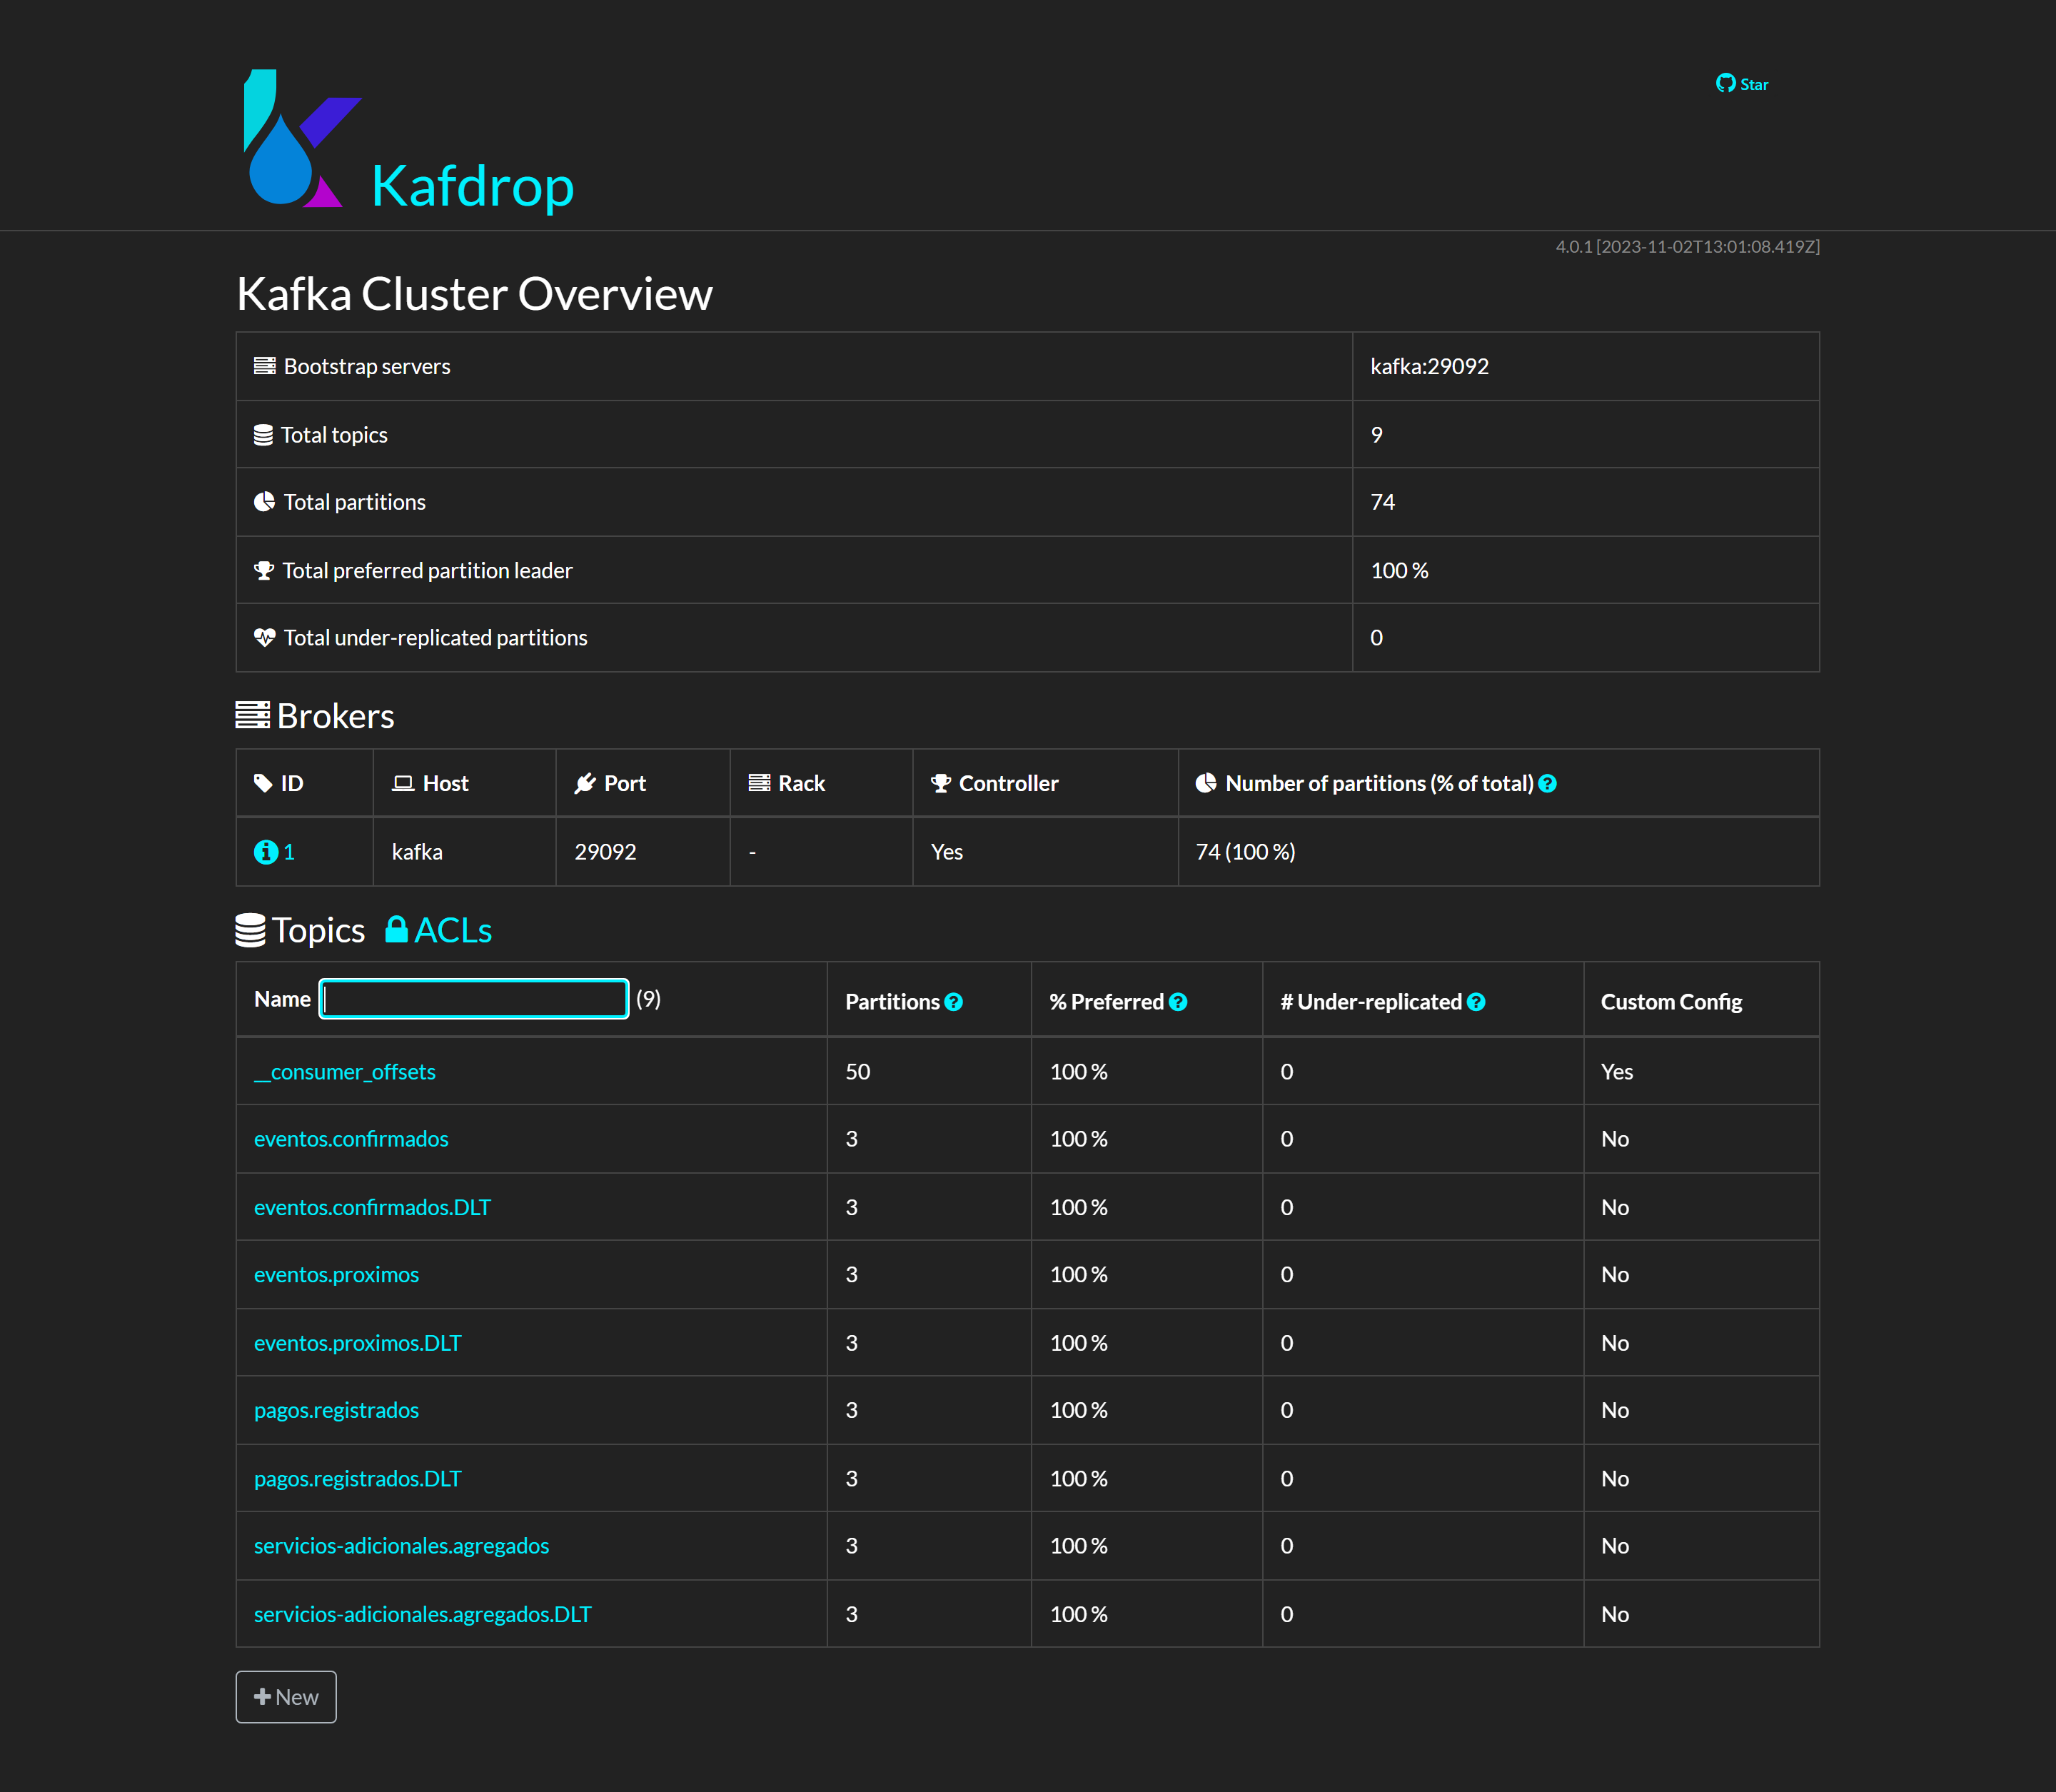 Kafdrop
Star
4.0.1 [2023-11-02T13:01:08.419Z]
Kafka Cluster Overview
Bootstrap servers kafka:29092
Total topics 9
Total partitions 74
Total preferred partition leader 100 %
Total under-replicated partitions 0
Brokers
ID Host Port Rack Controller Number of partitions (% of total)
1 kafka 29092 - Yes 74 (100 %)
Topics ACLs
Name (9) Partitions % Preferred # Under-replicated Custom Config
__consumer_offsets 50 100 % 0 Yes
eventos.confirmados 3 100 % 0 No
eventos.confirmados.DLT 3 100 % 0 No
eventos.proximos 3 100 % 0 No
eventos.proximos.DLT 3 100 % 0 No
pagos.registrados 3 100 % 0 No
pagos.registrados.DLT 3 100 % 0 No
servicios-adicionales.agregados 3 100 % 0 No
servicios-adicionales.agregados.DLT 3 100 % 0 No
New